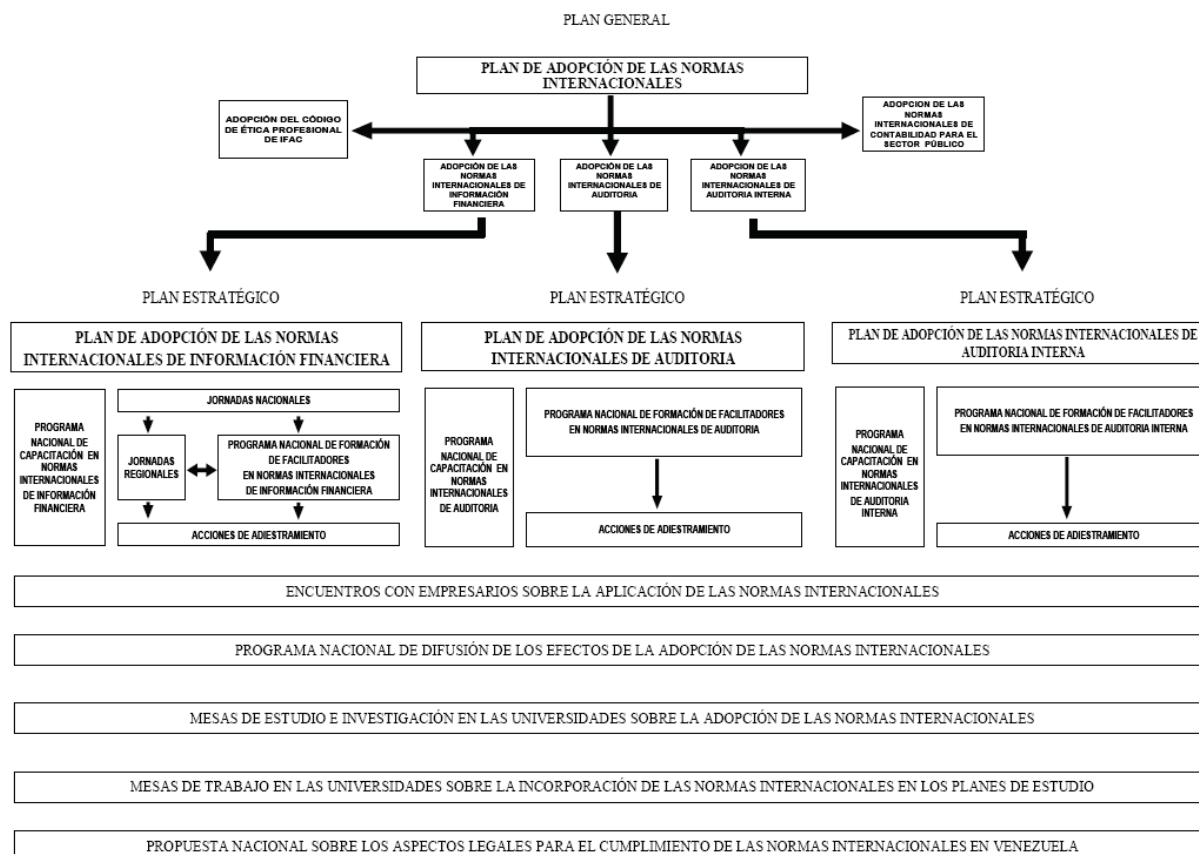 PLAN GENERAL
PLAN DE ADOPCIÓN DE LAS NORMAS
INTERNACIONALES
ADOPCIÓN DEL CÓDIGO
DE ÉTICA PROFESIONAL
DE IFAC
ADOPCION DE LAS
NORMAS
INTERNACIONALES DE
CONTABILIDAD PARA EL
SECTOR PÚBLICO
ADOPCIÓN DE LAS
NORMAS
INTERNACIONALES DE
INFORMACIÓN
FINANCIERA
ADOPCIÓN DE LAS
NORMAS
INTERNACIONALES DE
AUDITORIA
ADOPCION DE LAS
NORMAS
INTERNACIONALES DE
AUDITORIA INTERNA
PLAN ESTRATÉGICO
PLAN DE ADOPCIÓN DE LAS NORMAS
INTERNACIONALES DE INFORMACIÓN FINANCIERA
PROGRAMA
NACIONAL DE
CAPACITACIÓN EN
NORMAS
INTERNACIONALES
DE INFORMACIÓN
FINANCIERA
JORNADAS NACIONALES
JORNADAS
REGIONALES
PROGRAMA NACIONAL DE FORMACIÓN
DE FACILITADORES
EN NORMAS INTERNACIONALES
DE INFORMACIÓN FINANCIERA
ACCIONES DE ADIESTRAMIENTO
PLAN ESTRATÉGICO
PLAN DE ADOPCIÓN DE LAS NORMAS
INTERNACIONALES DE AUDITORIA
PROGRAMA
NACIONAL DE
CAPACITACIÓN EN
NORMAS
INTERNACIONALES
DE AUDITORIA
PROGRAMA NACIONAL DE FORMACIÓN DE FACILITADORES
EN NORMAS INTERNACIONALES DE AUDITORIA
ACCIONES DE ADIESTRAMIENTO
PLAN ESTRATÉGICO
PLAN DE ADOPCIÓN DE LAS NORMAS INTERNACIONALES DE
AUDITORIA INTERNA
PROGRAMA
NACIONAL DE
CAPACITACIÓN EN
NORMAS
INTERNACIONALES
DE AUDITORIA
INTERNA
PROGRAMA NACIONAL DE FORMACIÓN DE FACILITADORES
EN NORMAS INTERNACIONALES DE AUDITORIA INTERNA
ACCIONES DE ADIESTRAMIENTO
ENCUENTROS CON EMPRESARIOS SOBRE LA APLICACIÓN DE LAS NORMAS INTERNACIONALES
PROGRAMA NACIONAL DE DIFUSIÓN DE LOS EFECTOS DE LA ADOPCIÓN DE LAS NORMAS INTERNACIONALES
MESAS DE ESTUDIO E INVESTIGACIÓN EN LAS UNIVERSIDADES SOBRE LA ADOPCIÓN DE LAS NORMAS INTERNACIONALES
MESAS DE TRABAJO EN LAS UNIVERSIDADES SOBRE LA INCORPORACIÓN DE LAS NORMAS INTERNACIONALES EN LOS PLANES DE ESTUDIO
PROPUESTA NACIONAL SOBRE LOS ASPECTOS LEGALES PARA EL CUMPLIMIENTO DE LAS NORMAS INTERNACIONALES EN VENEZUELA